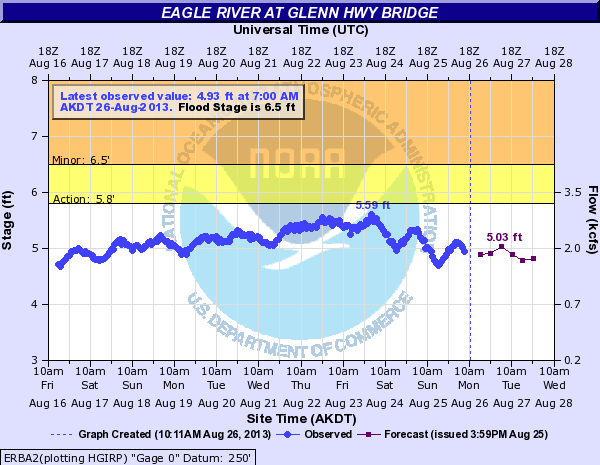 EAGLE RIVER AT GLENN HWY BRIDGE
Universal Time (UTC)
18Z 18Z 18Z 18Z 18Z 18Z 18Z 18Z 18Z 18Z 18Z 18Z 18Z
Aug 16 Aug 17 Aug 18 Aug 19 Aug 20 Aug 21 Aug 22 Aug 23 Aug 24 Aug 25 Aug 26 Aug 27 Aug 28
Latest observed value: 4.93 ft at 7:00 AM
AKDT 26-Aug-2013. Flood Stage is 6.5 ft
8
7
Minor: 6.5'
6 3.5
Action: 5.8'
5.59 ft
5.03 ft
5 2.0
4 0.7
3 0.2
Stage (ft)
Flow (kcfs)
NATIONAL OCEANIC AND ATMOSPHERIC ADMINISTRATION
NOAA
U.S. DEPARTMENT OF COMMERCE
10am 10am 10am 10am 10am 10am 10am 10am 10am 10am 10am 10am 10am
Fri Sat Sun Mon Tue Wed Thu Fri Sat Sun Mon Tue Wed
Aug 16 Aug 17 Aug 18 Aug 19 Aug 20 Aug 21 Aug 22 Aug 23 Aug 24 Aug 25 Aug 26 Aug 27 Aug 28
Site Time (AKDT)
Graph Created (10:11AM Aug 26, 2013) Observed Forecast (issued 3:59PM Aug 25)
ERBA2(plotting HGIRP) "Gage 0" Datum: 250'